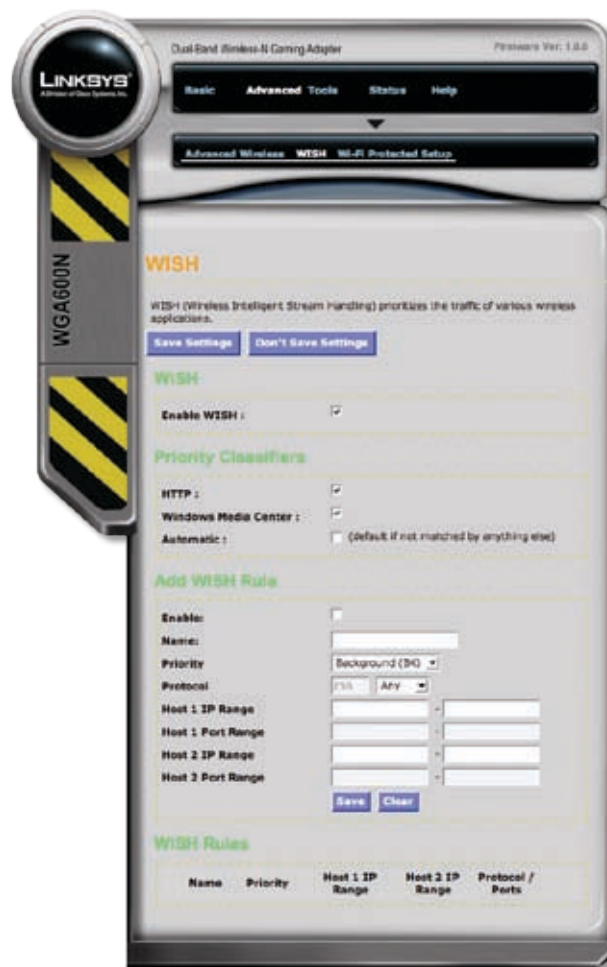 Dual-Band Wireless-N Gaming Adapter
Firmware Ver: 1.0.0
LINKSYS®
A Division of Cisco Systems, Inc.
Basic Advanced Tools Status Help
Advanced Wireless WISH Wi-Fi Protected Setup
WGA600N
WISH
WISH (Wireless Intelligent Stream Handling) prioritizes the traffic of various wireless
applications.
Save Settings Don't Save Settings
WISH
Enable WISH :
Priority Classifiers
HTTP :
Windows Media Center :
Automatic : (default if not matched by anything else)
Add WISH Rule
Enable:
Name:
Priority Background (BK)
Protocol Any
Host 1 IP Range -
Host 1 Port Range -
Host 2 IP Range -
Host 2 Port Range -
Save Clear
WISH Rules
Name Priority Host 1 IP Range Host 2 IP Range Protocol / Ports